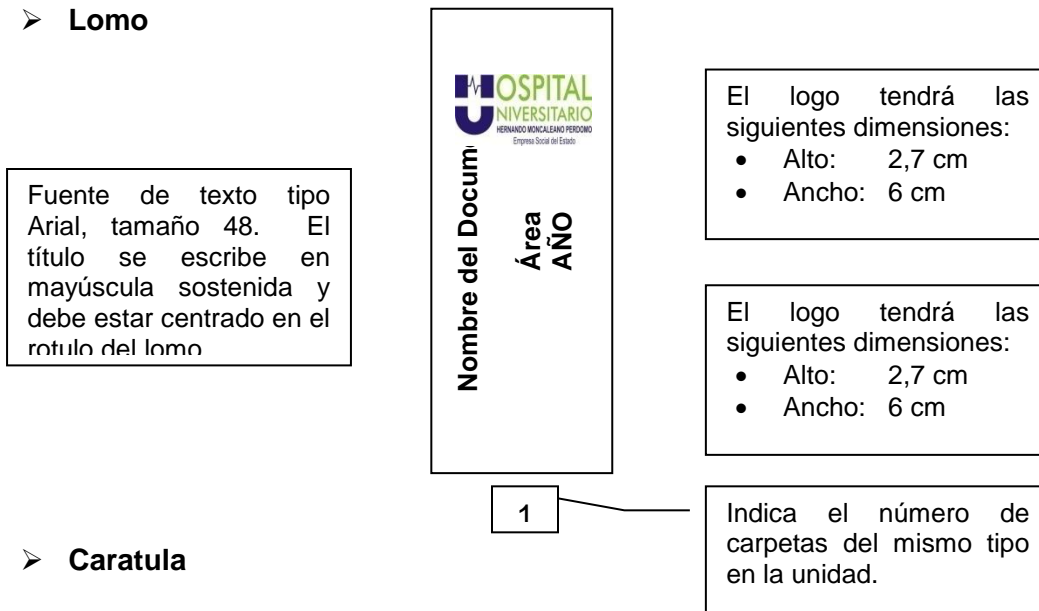 ➢ Lomo
OSPITAL
NIVERSITARIO
HERNANDO MONCALEANO PERDOMO
Empresa Social del Estado
Nombre del Docum
Área
AÑO
Fuente de texto tipo
Arial, tamaño 48. El
título se escribe en
mayúscula sostenida y
debe estar centrado en el
rotulo del lomo
El logo tendrá las
siguientes dimensiones:
• Alto: 2,7 cm
• Ancho: 6 cm
El logo tendrá las
siguientes dimensiones:
• Alto: 2,7 cm
• Ancho: 6 cm
1
Indica el número de
carpetas del mismo tipo
en la unidad.
➢ Caratula